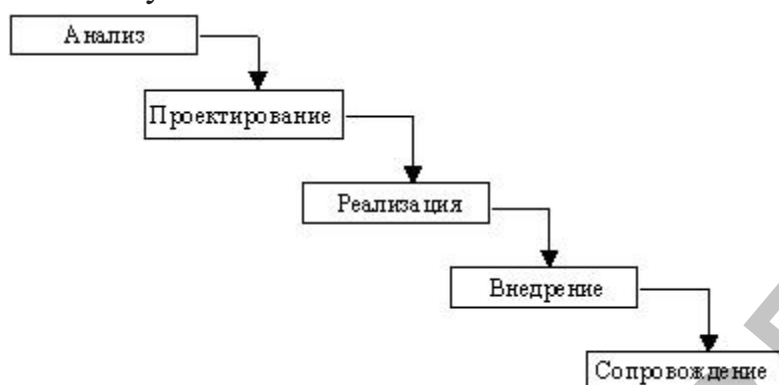 Анализ
Проектирование
Реализация
Внедрение
Сопровождение